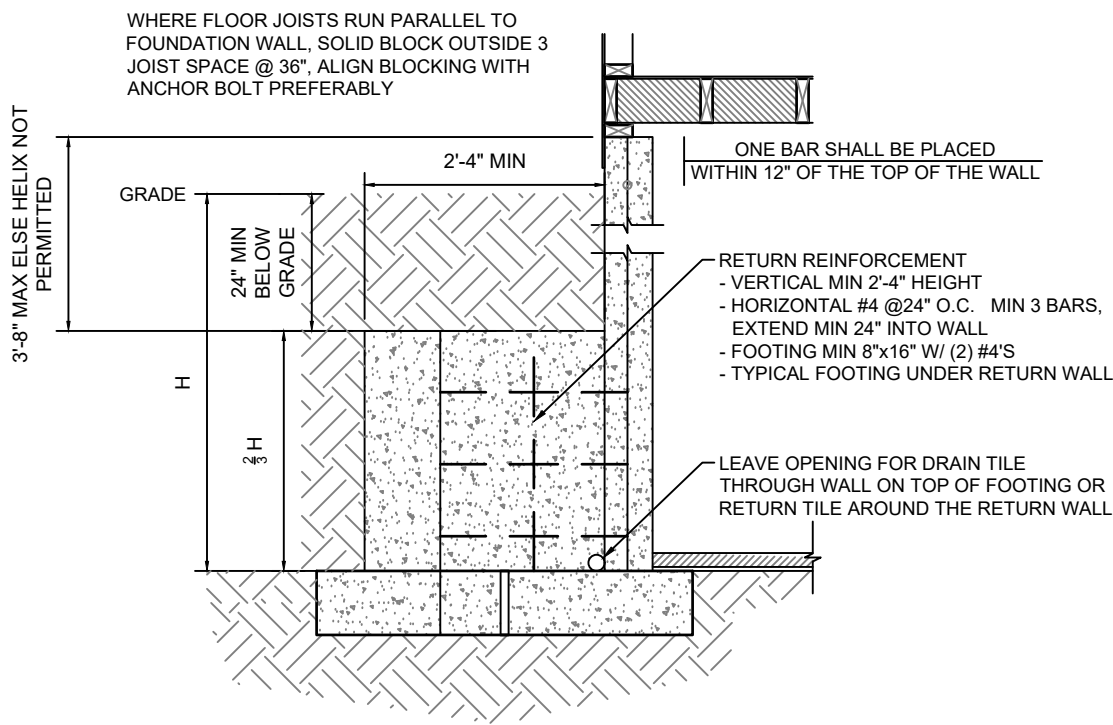 WHERE FLOOR JOISTS RUN PARALLEL TO
FOUNDATION WALL, SOLID BLOCK OUTSIDE 3
JOIST SPACE @ 36", ALIGN BLOCKING WITH
ANCHOR BOLT PREFERABLY
3'-8" MAX ELSE HELIX NOT
PERMITTED
GRADE
2'-4" MIN
24" MIN
BELOW
GRADE
H
2/3 H
ONE BAR SHALL BE PLACED
WITHIN 12" OF THE TOP OF THE WALL
RETURN REINFORCEMENT
- VERTICAL MIN 2'-4" HEIGHT
- HORIZONTAL #4 @24" O.C. MIN 3 BARS,
EXTEND MIN 24" INTO WALL
- FOOTING MIN 8"x16" W/ (2) #4'S
- TYPICAL FOOTING UNDER RETURN WALL
LEAVE OPENING FOR DRAIN TILE
THROUGH WALL ON TOP OF FOOTING OR
RETURN TILE AROUND THE RETURN WALL